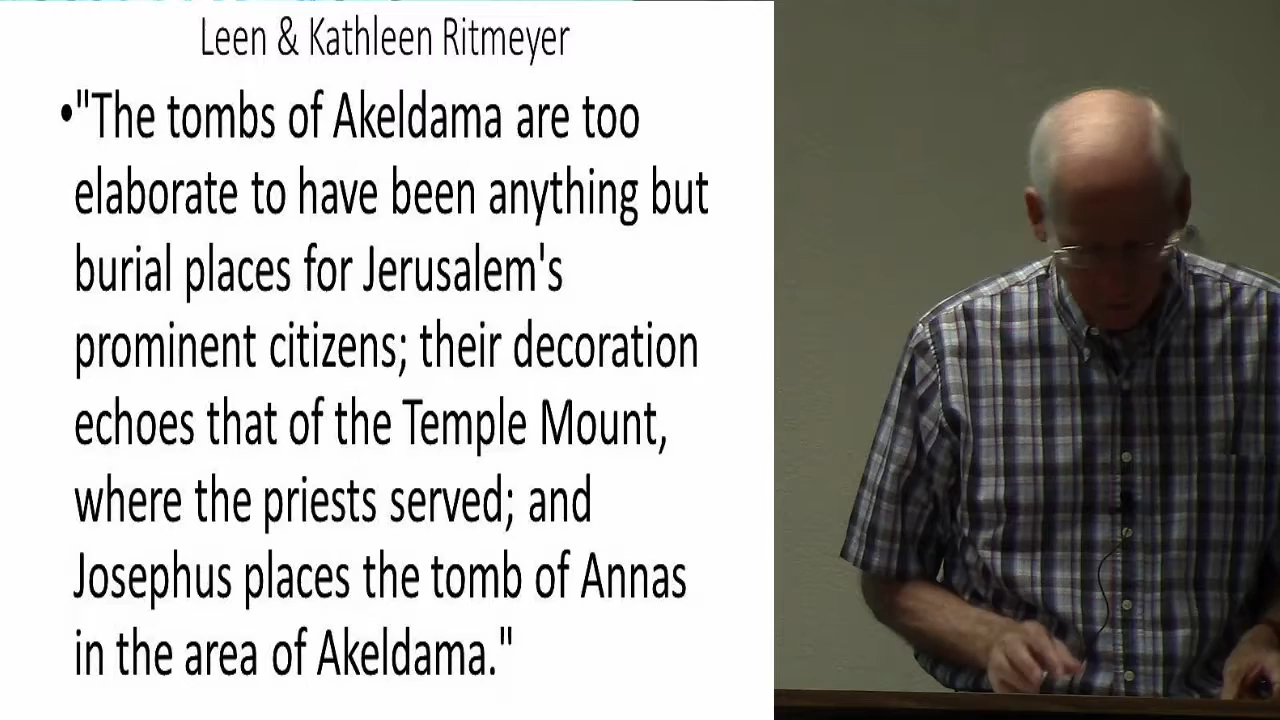 Leen & Kathleen Ritmeyer
•"The tombs of Akeldama are too
elaborate to have been anything but
burial places for Jerusalem's
prominent citizens; their decoration
echoes that of the Temple Mount,
where the priests served; and
Josephus places the tomb of Annas
in the area of Akeldama."